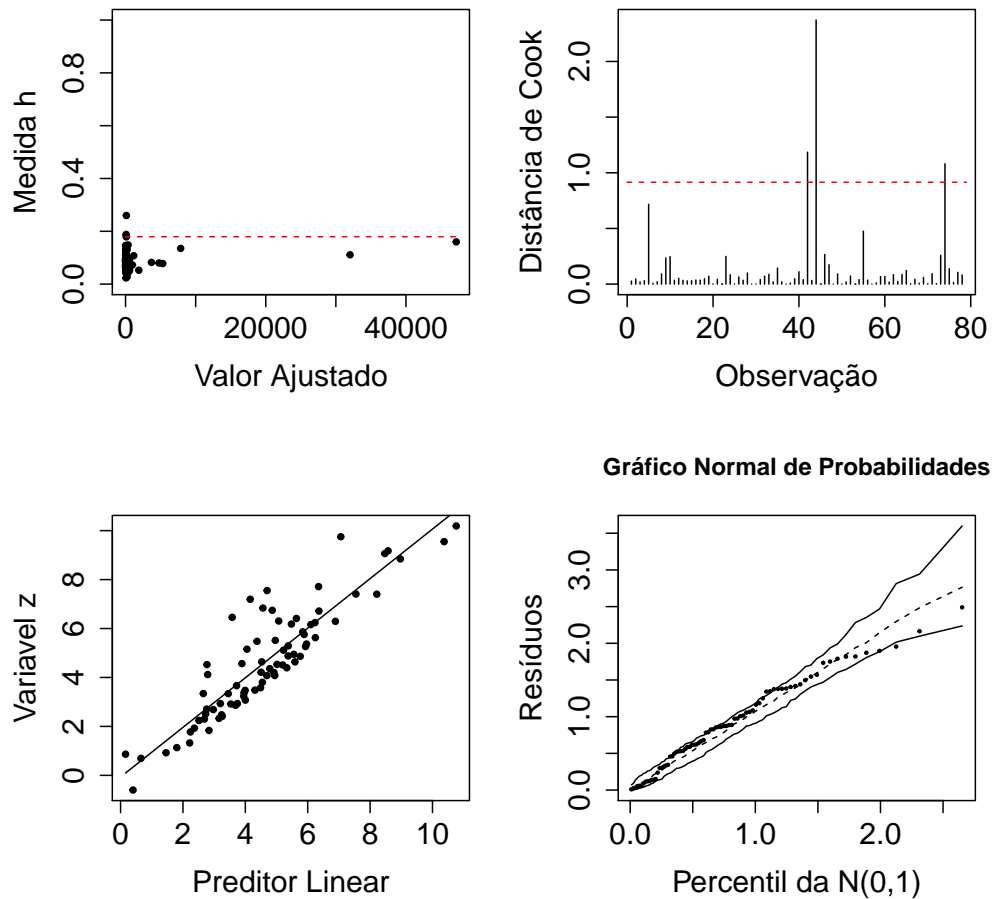 Medida h
0.0 0.4 0.8
0 20000 40000
Valor Ajustado
Distância de Cook
0.0 1.0 2.0
0 20 40 60 80
Observação
Variavel z
0 2 4 6 8
0 2 4 6 8 10
Preditor Linear
Gráfico Normal de Probabilidades
Resíduos
0.0 1.0 2.0 3.0
0.0 1.0 2.0
Percentil da N(0,1)